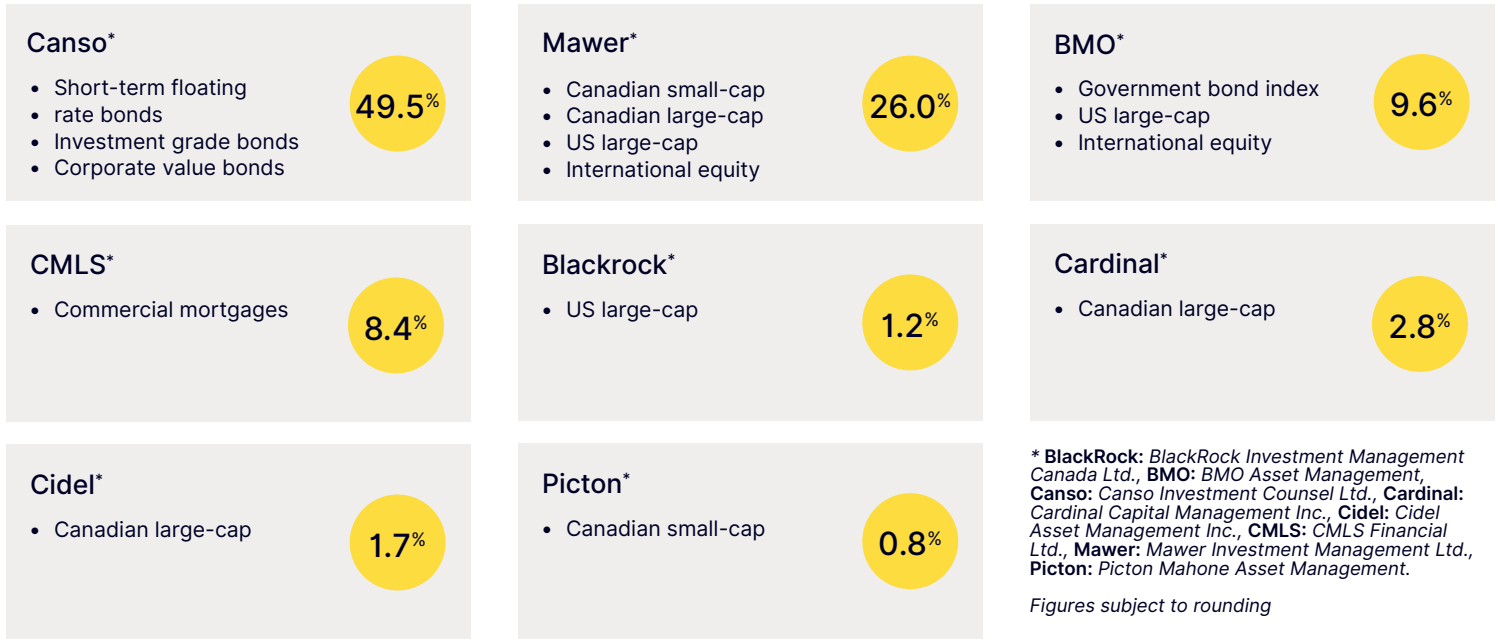 Canso*
• Short-term floating
• rate bonds
• Investment grade bonds
• Corporate value bonds
49.5%
Mawer*
• Canadian small-cap
• Canadian large-cap
• US large-cap
• International equity
26.0%
BMO*
• Government bond index
• US large-cap
• International equity
9.6%
CMLS*
• Commercial mortgages
8.4%
Blackrock*
• US large-cap
1.2%
Cardinal*
• Canadian large-cap
2.8%
Cidel*
• Canadian large-cap
1.7%
Picton*
• Canadian small-cap
0.8%
* BlackRock: BlackRock Investment Management
Canada Ltd., BMO: BMO Asset Management,
Canso: Canso Investment Counsel Ltd., Cardinal:
Cardinal Capital Management Inc., Cidel: Cidel
Asset Management Inc., CMLS: CMLS Financial
Ltd., Mawer: Mawer Investment Management Ltd.,
Picton: Picton Mahone Asset Management.
Figures subject to rounding